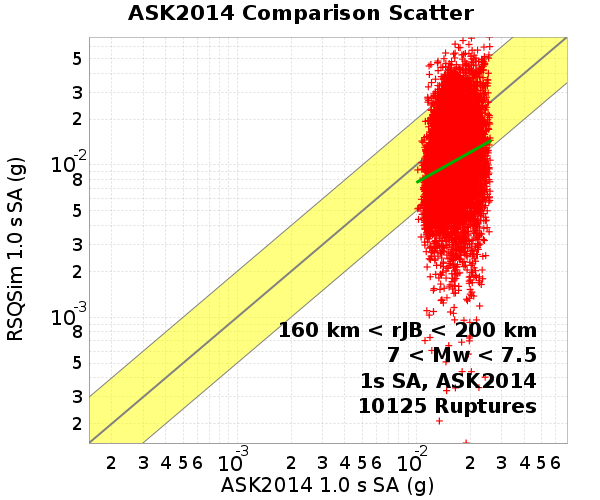 ASK2014 Comparison Scatter
RSQSim 1.0 s SA (g)
5
3
2
10-2
8
5
3
2
10-3
8
5
3
2
160 km < rJB < 200 km
7 < Mw < 7.5
1s SA, ASK2014
10125 Ruptures
2 3 4 5 6 10-3 2 3 4 5 6 10-2 2 3 4 5 6
ASK2014 1.0 s SA (g)